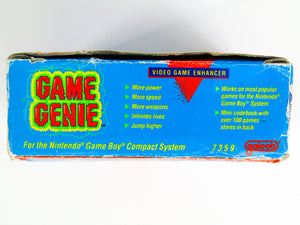 GAME
GENIE
VIDEO GAME ENHANCER
More power
More speed
More weapons
Infinites lives
Jump higher
Works on most popular
games for the Nintendo®
Game Boy® System
Mini codebook with
over 100 games
stores in back
For the Nintendo® Game Boy® Compact System
7359
galoob